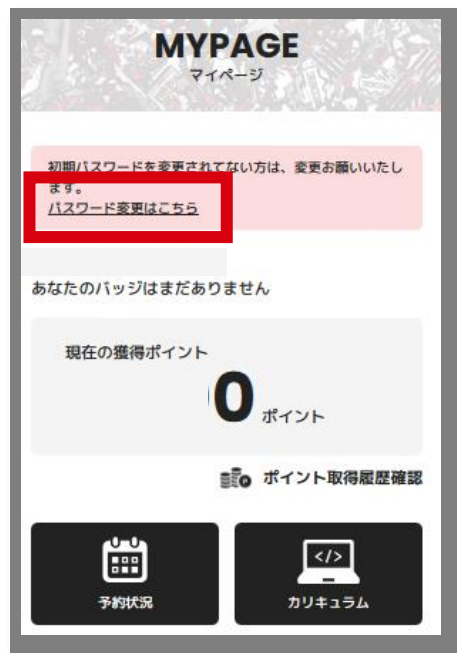 MYPAGE
マイページ
初期パスワードを変更されてない方は、変更お願いいたし
ます。
パスワード変更はこちら
あなたのバッジはまだありません
現在の獲得ポイント
0 ポイント
ポイント取得履歴確認
予約状況
カリキュラム